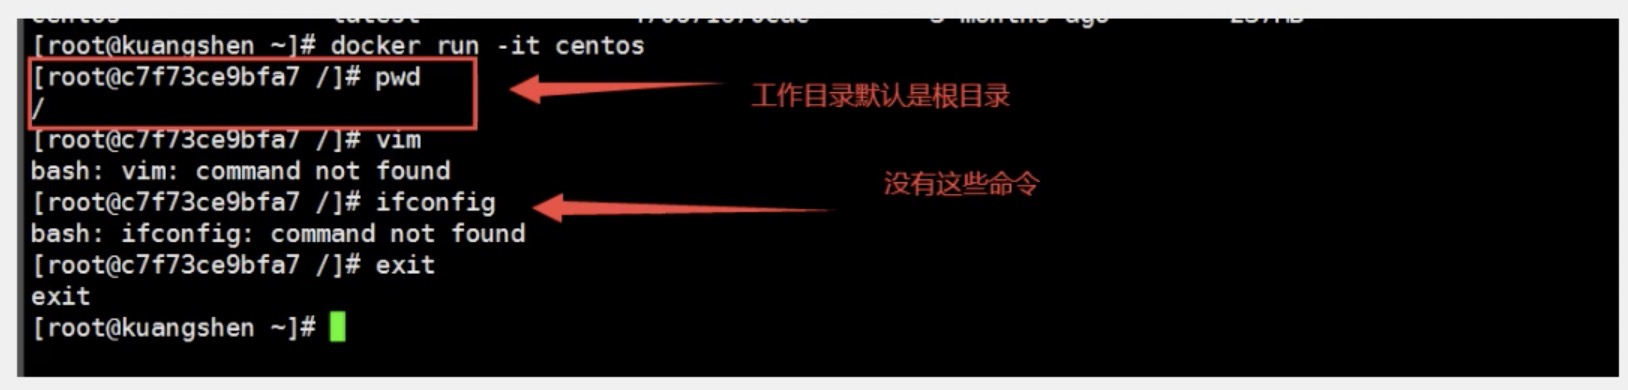 [root@kuangshen ~]# docker run -it centos
[root@c7f73ce9bfa7 /]# pwd
/
工作目录默认是根目录
[root@c7f73ce9bfa7 /]# vim
bash: vim: command not found
没有这些命令
[root@c7f73ce9bfa7 /]# ifconfig
bash: ifconfig: command not found
[root@c7f73ce9bfa7 /]# exit
exit
[root@kuangshen ~]#